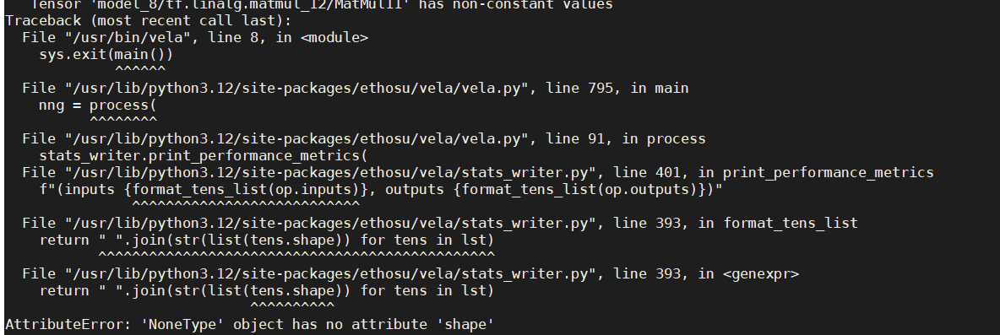 Tensor 'model_8/tf.linalg.matmul_12/MatMul11' has non-constant values
Traceback (most recent call last):
  File "/usr/bin/vela", line 8, in <module>
    sys.exit(main())
             ^^^^^^
  File "/usr/lib/python3.12/site-packages/ethosu/vela/vela.py", line 795, in main
    nng = process(
          ^^^^^^^^
  File "/usr/lib/python3.12/site-packages/ethosu/vela/vela.py", line 91, in process
    stats_writer.print_performance_metrics(
  File "/usr/lib/python3.12/site-packages/ethosu/vela/stats_writer.py", line 401, in print_performance_metrics
    f"(inputs {format_tens_list(op.inputs)}, outputs {format_tens_list(op.outputs)})"
               ^^^^^^^^^^^^^^^^^^^^^^^^^^^
  File "/usr/lib/python3.12/site-packages/ethosu/vela/stats_writer.py", line 393, in format_tens_list
    return " ".join(str(list(tens.shape)) for tens in lst)
           ^^^^^^^^^^^^^^^^^^^^^^^^^^^^^^^^^^^^^^^^^^^^^^^
  File "/usr/lib/python3.12/site-packages/ethosu/vela/stats_writer.py", line 393, in <genexpr>
    return " ".join(str(list(tens.shape)) for tens in lst)
                             ^^^^^^^^^^
AttributeError: 'NoneType' object has no attribute 'shape'